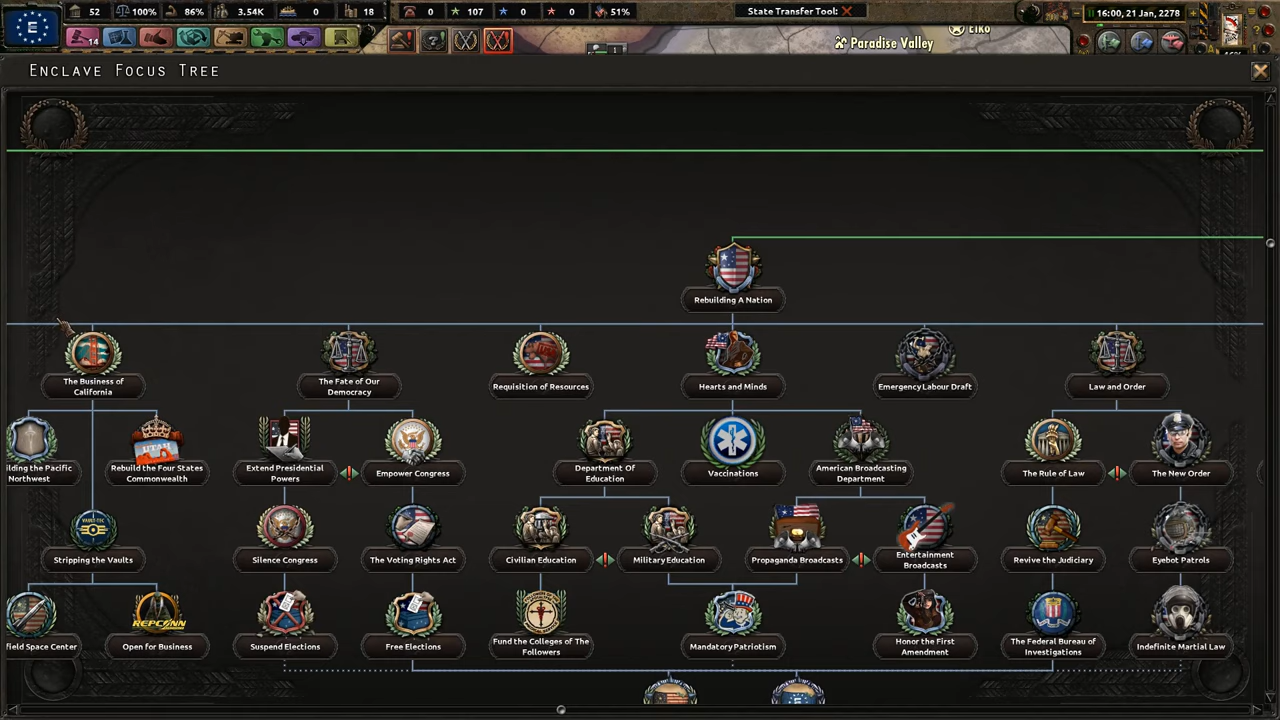 52 100% 86% 3.54K 0 18 0 107 0 0 51% State Transfer Tool: 16:00, 21 Jan, 2278
14
1
Paradise Valley
Elko
ENCLAVE FOCUS TREE
Rebuilding A Nation
The Business of
California
The Fate of Our
Democracy
Requisition of Resources
Hearts and Minds
Emergency Labour Draft
Law and Order
UTAH
ilding the Pacific
Northwest
Rebuild the Four States
Commonwealth
Extend Presidential
Powers
Empower Congress
Department Of
Education
Vaccinations
American Broadcasting
Department
The Rule of Law
The New Order
VAULT-TEC
Stripping the Vaults
Silence Congress
The Voting Rights Act
Civilian Education
Military Education
Propaganda Broadcasts
Entertainment
Broadcasts
Revive the Judiciary
Eyebot Patrols
REPCONN
field Space Center
Open for Business
Suspend Elections
Free Elections
Fund the Colleges of The
Followers
Mandatory Patriotism
Honor the First
Amendment
The Federal Bureau of
Investigations
Indefinite Martial Law